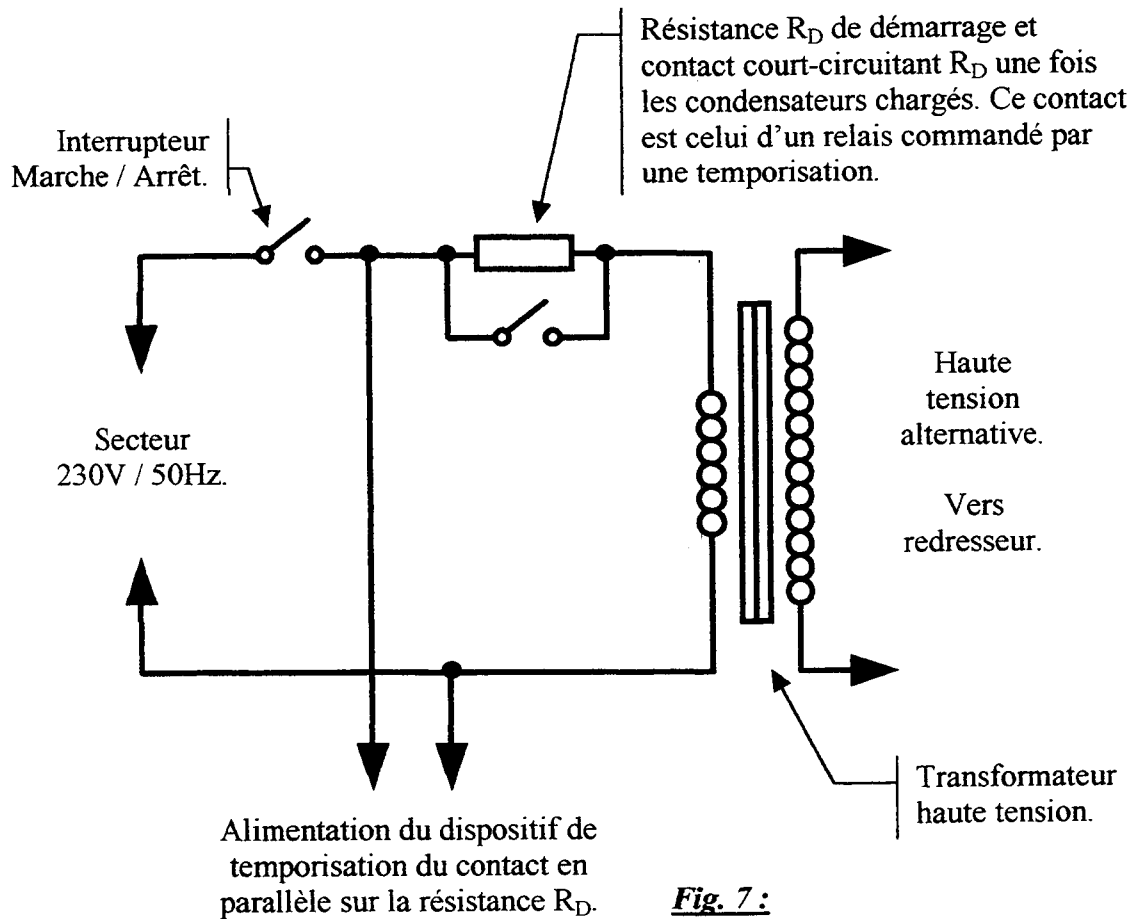 Résistance R_D de démarrage et
contact court-circuitant R_D une fois
les condensateurs chargés. Ce contact
est celui d'un relais commandé par
une temporisation.
Interrupteur
Marche / Arrêt.
Secteur
230V / 50Hz.
Haute
tension
alternative.
Vers
redresseur.
Transformateur
haute tension.
Alimentation du dispositif de
temporisation du contact en
parallèle sur la résistance R_D.
Fig. 7 :